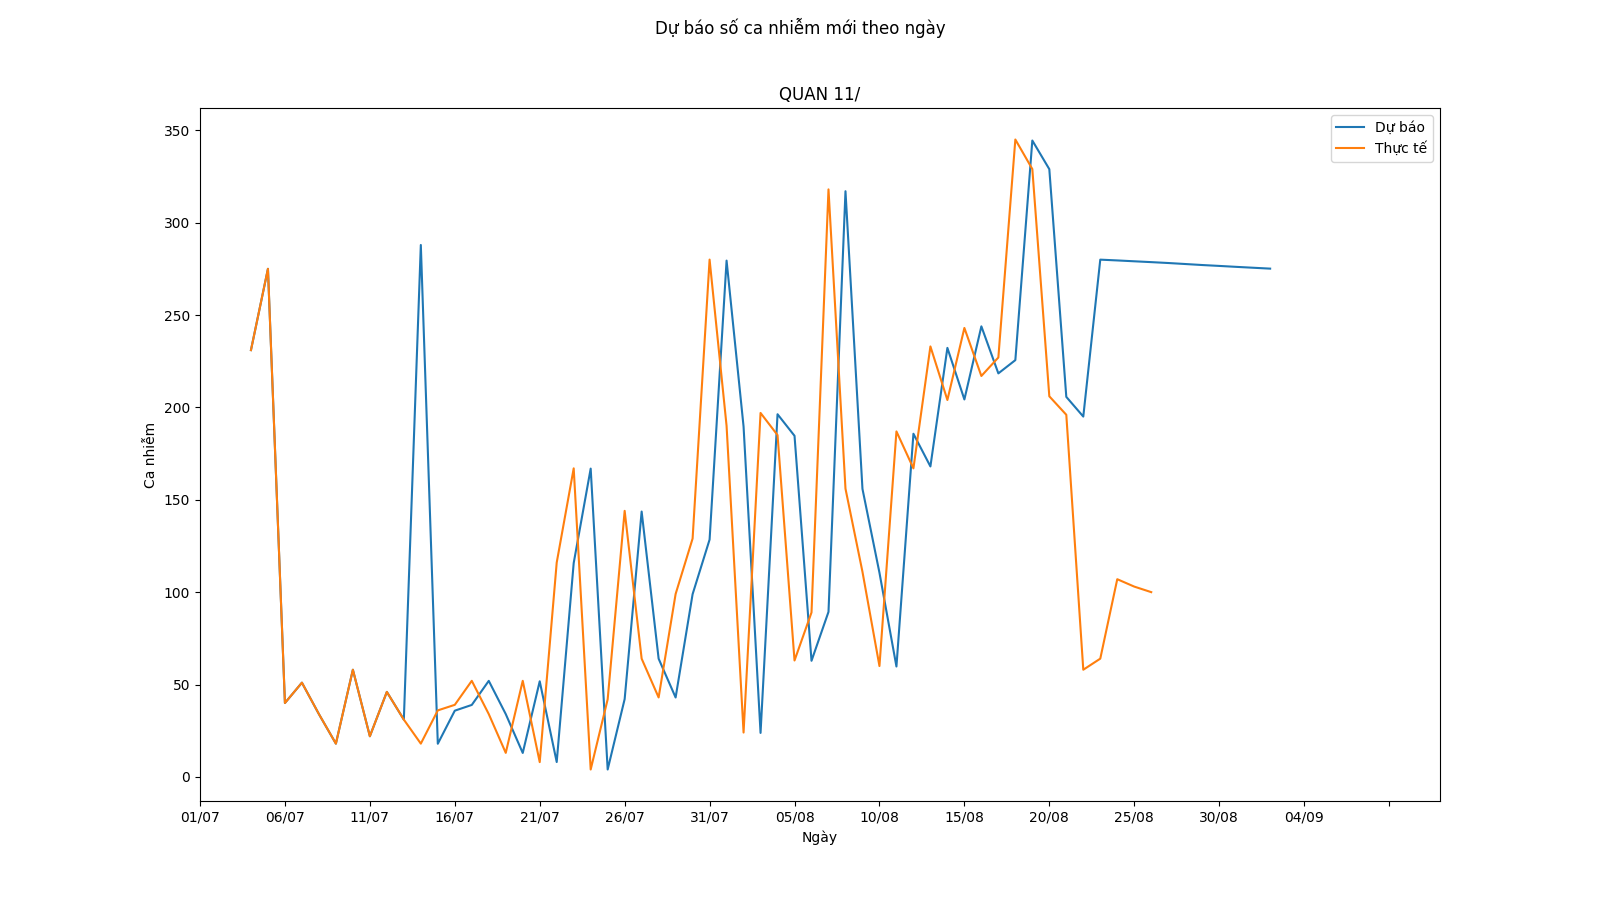 Dự báo số ca nhiễm mới theo ngày
QUAN 11/
Dự báo
Thực tế
350
300
250
200
150
100
50
0
Ca nhiễm
01/07 06/07 11/07 16/07 21/07 26/07 31/07 05/08 10/08 15/08 20/08 25/08 30/08 04/09
Ngày